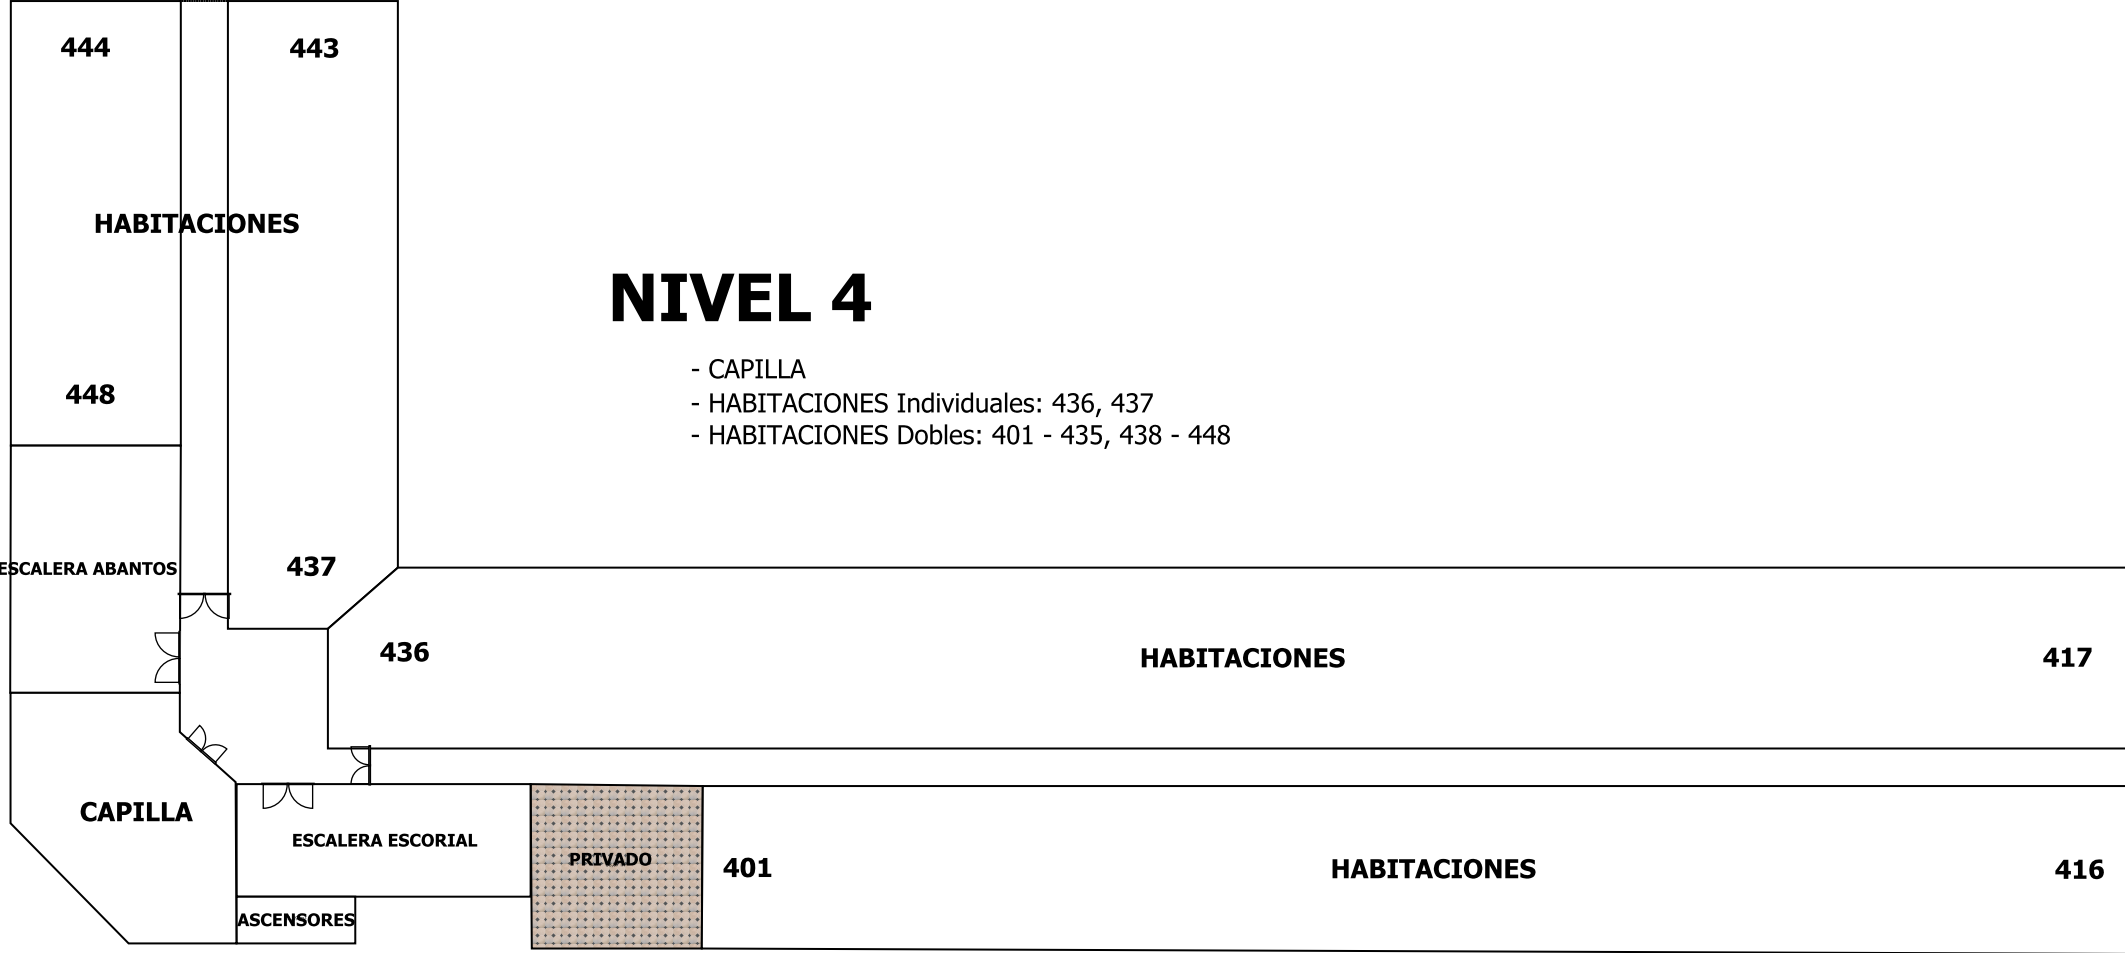 444
443
HABITACIONES
NIVEL 4
- CAPILLA
- HABITACIONES Individuales: 436, 437
- HABITACIONES Dobles: 401 - 435, 438 - 448
448
ESCALERA ABANTOS
437
436
HABITACIONES
417
CAPILLA
ESCALERA ESCORIAL
PRIVADO
401
HABITACIONES
416
ASCENSORES